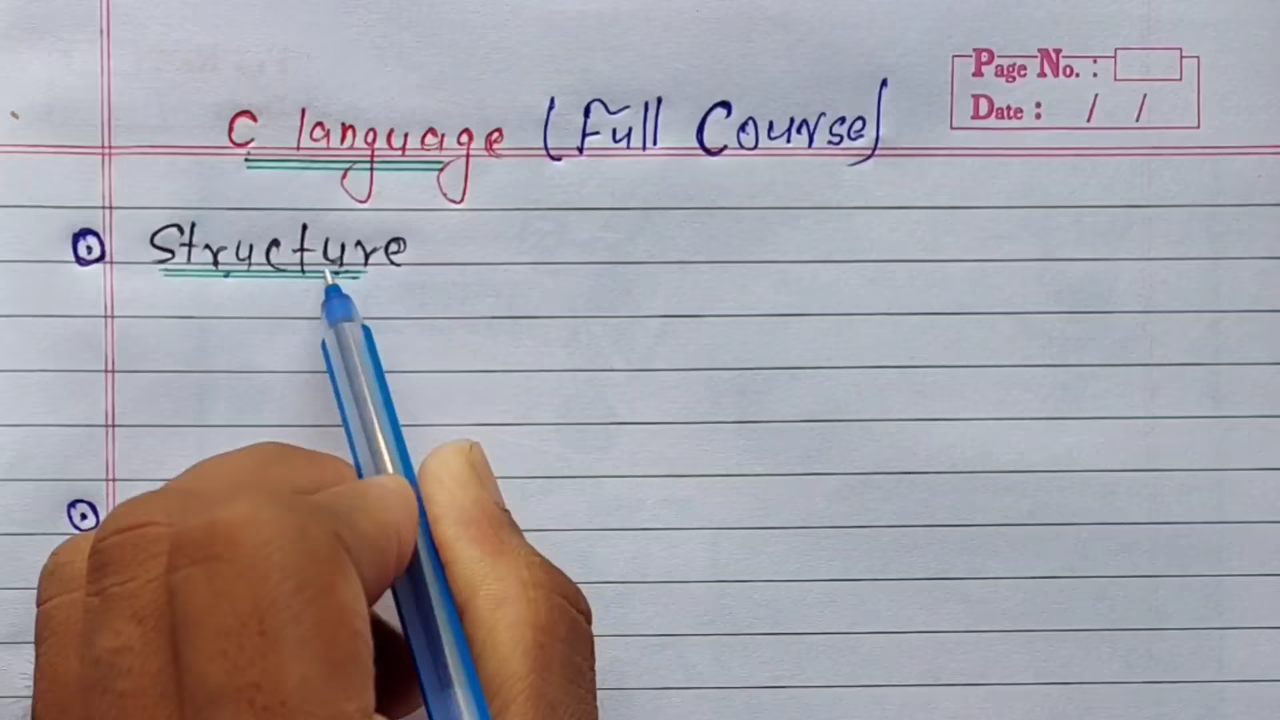 Page No. :
Date : / /
C language (Full Course)
Structure